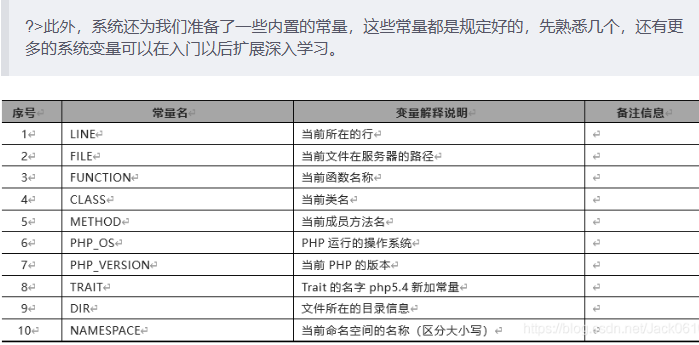 ?>此外，系统还为我们准备了一些内置的常量，这些常量都是规定好的，先熟悉几个，还有更
多的系统变量可以在入门以后扩展深入学习。
序号 常量名 变量解释说明 备注信息
1 LINE 当前所在的行
2 FILE 当前文件在服务器的路径
3 FUNCTION 当前函数名称
4 CLASS 当前类名
5 METHOD 当前成员方法名
6 PHP_OS PHP 运行的操作系统
7 PHP_VERSION 当前 PHP 的版本
8 TRAIT Trait 的名字 php5.4 新加常量
9 DIR 文件所在的目录信息
10 NAMESPACE 当前命名空间的名称（区分大小写）